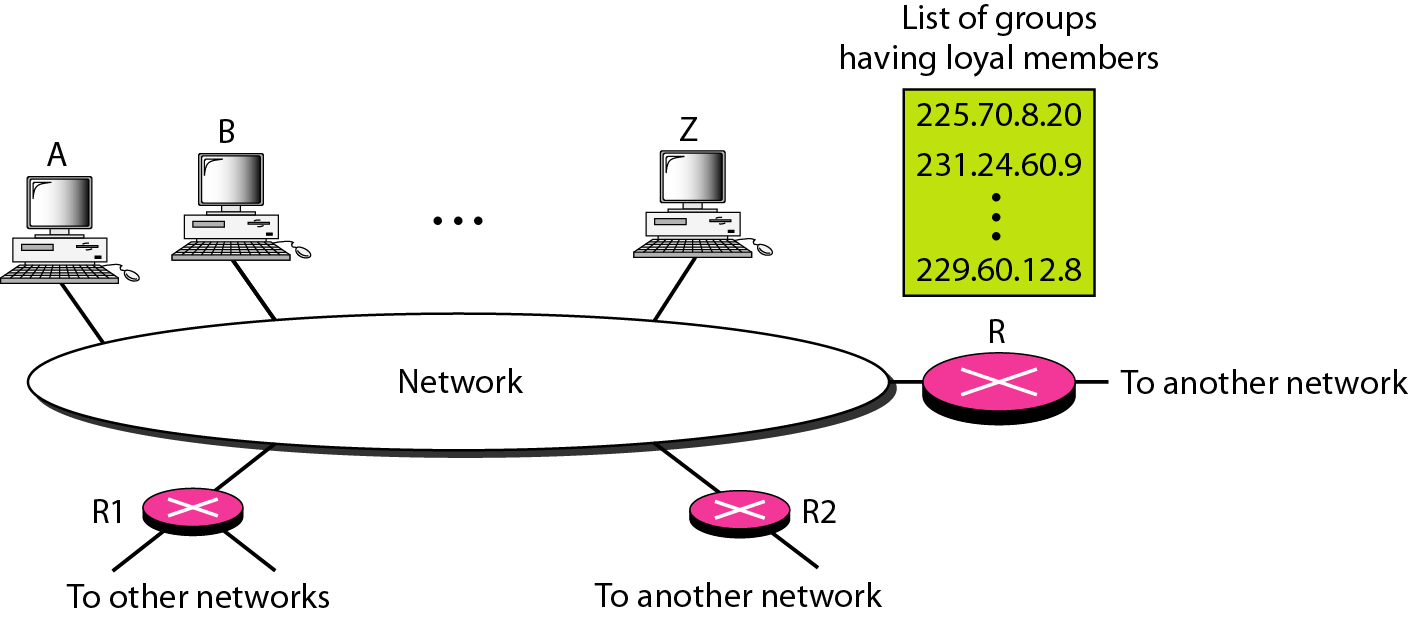 List of groups
having loyal members
225.70.8.20
231.24.60.9
229.60.12.8
A
B
...
Z
R
Network
To another network
R1
R2
To other networks
To another network